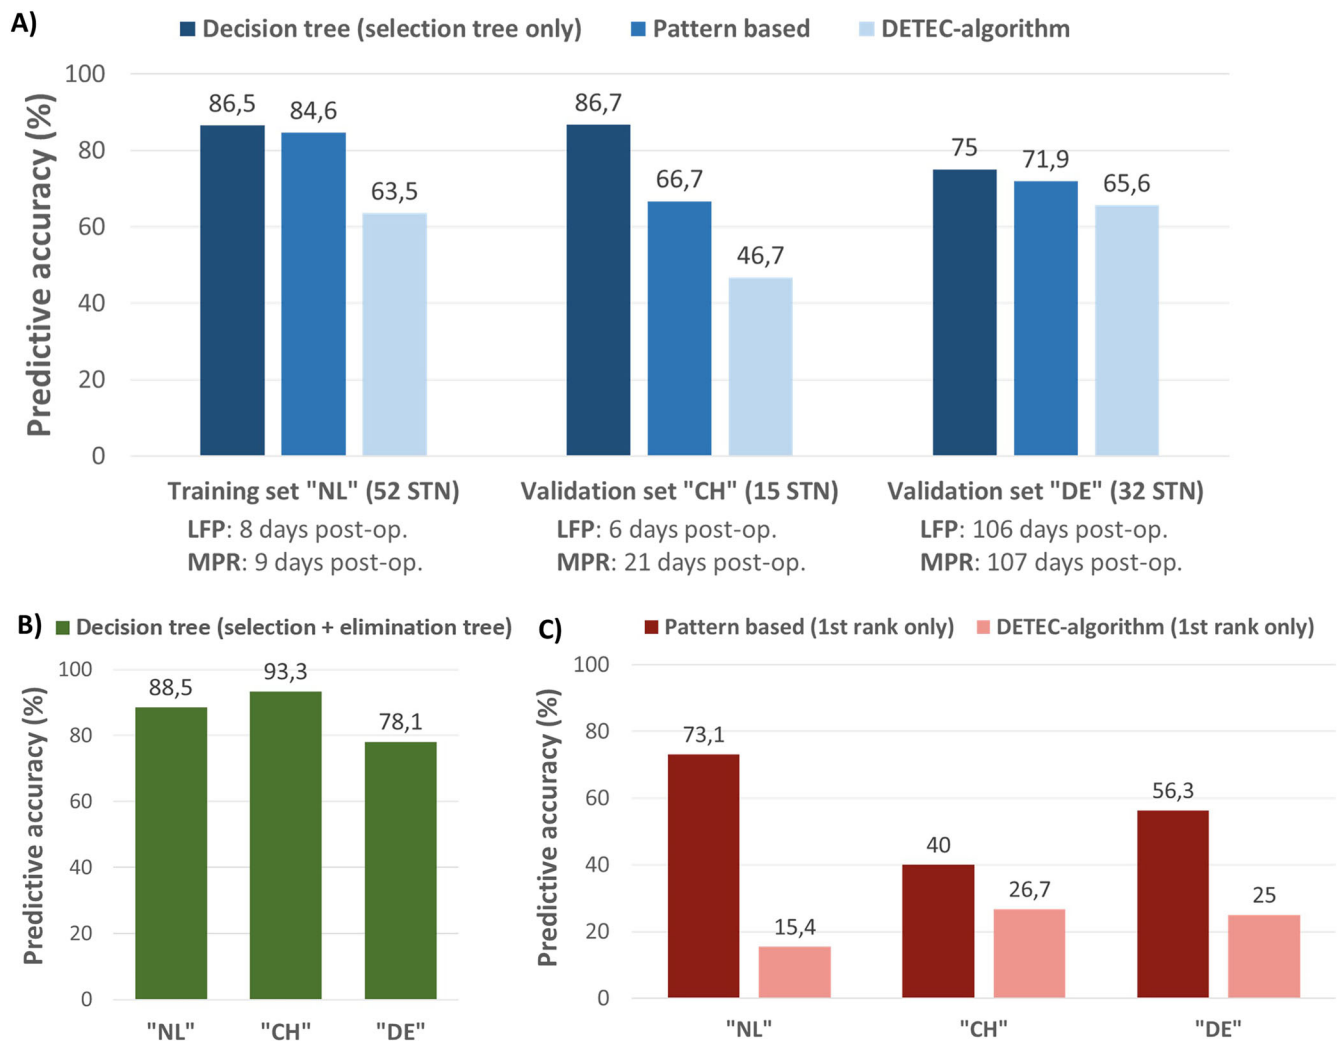 A)
Decision tree (selection tree only) Pattern based DETEC-algorithm
Predictive accuracy (%)
100
80
60
40
20
0
86,5 84,6 63,5
86,7 66,7 46,7
75 71,9 65,6
Training set "NL" (52 STN) Validation set "CH" (15 STN) Validation set "DE" (32 STN)
LFP: 8 days post-op. LFP: 6 days post-op. LFP: 106 days post-op.
MPR: 9 days post-op. MPR: 21 days post-op. MPR: 107 days post-op.
B) Decision tree (selection + elimination tree)
Predictive accuracy (%)
100
80
60
40
20
0
88,5 93,3 78,1
"NL" "CH" "DE"
C) Pattern based (1st rank only) DETEC-algorithm (1st rank only)
Predictive accuracy (%)
100
80
60
40
20
0
73,1 15,4
40 26,7
56,3 25
"NL" "CH" "DE"